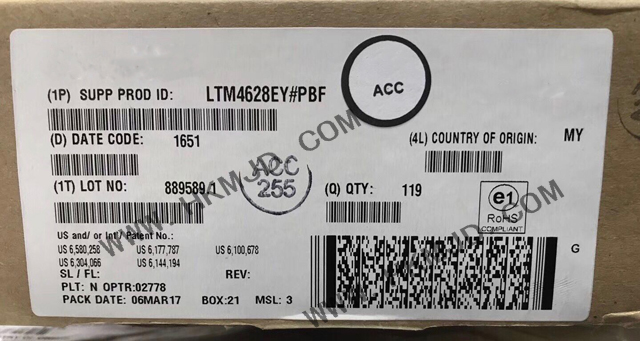 ACC
(1P) SUPP PROD ID: LTM4628EY#PBF
(D) DATE CODE: 1651
(4L) COUNTRY OF ORIGIN: MY
(1T) LOT NO: 889589.1
ACC
255
(Q) QTY: 119
e1
RoHS
COMPLIANT
US and/ or Int'l Patent No.:
US 6,580,258 US 6,177,787 US 6,100,678
US 6,304,066 US 6,144,194
G
SL / FL: REV:
PLT: N OPTR:02778
PACK DATE: 06MAR17 BOX:21 MSL: 3
WWW.HKMJD.COM
WWW.HKMJD.COM